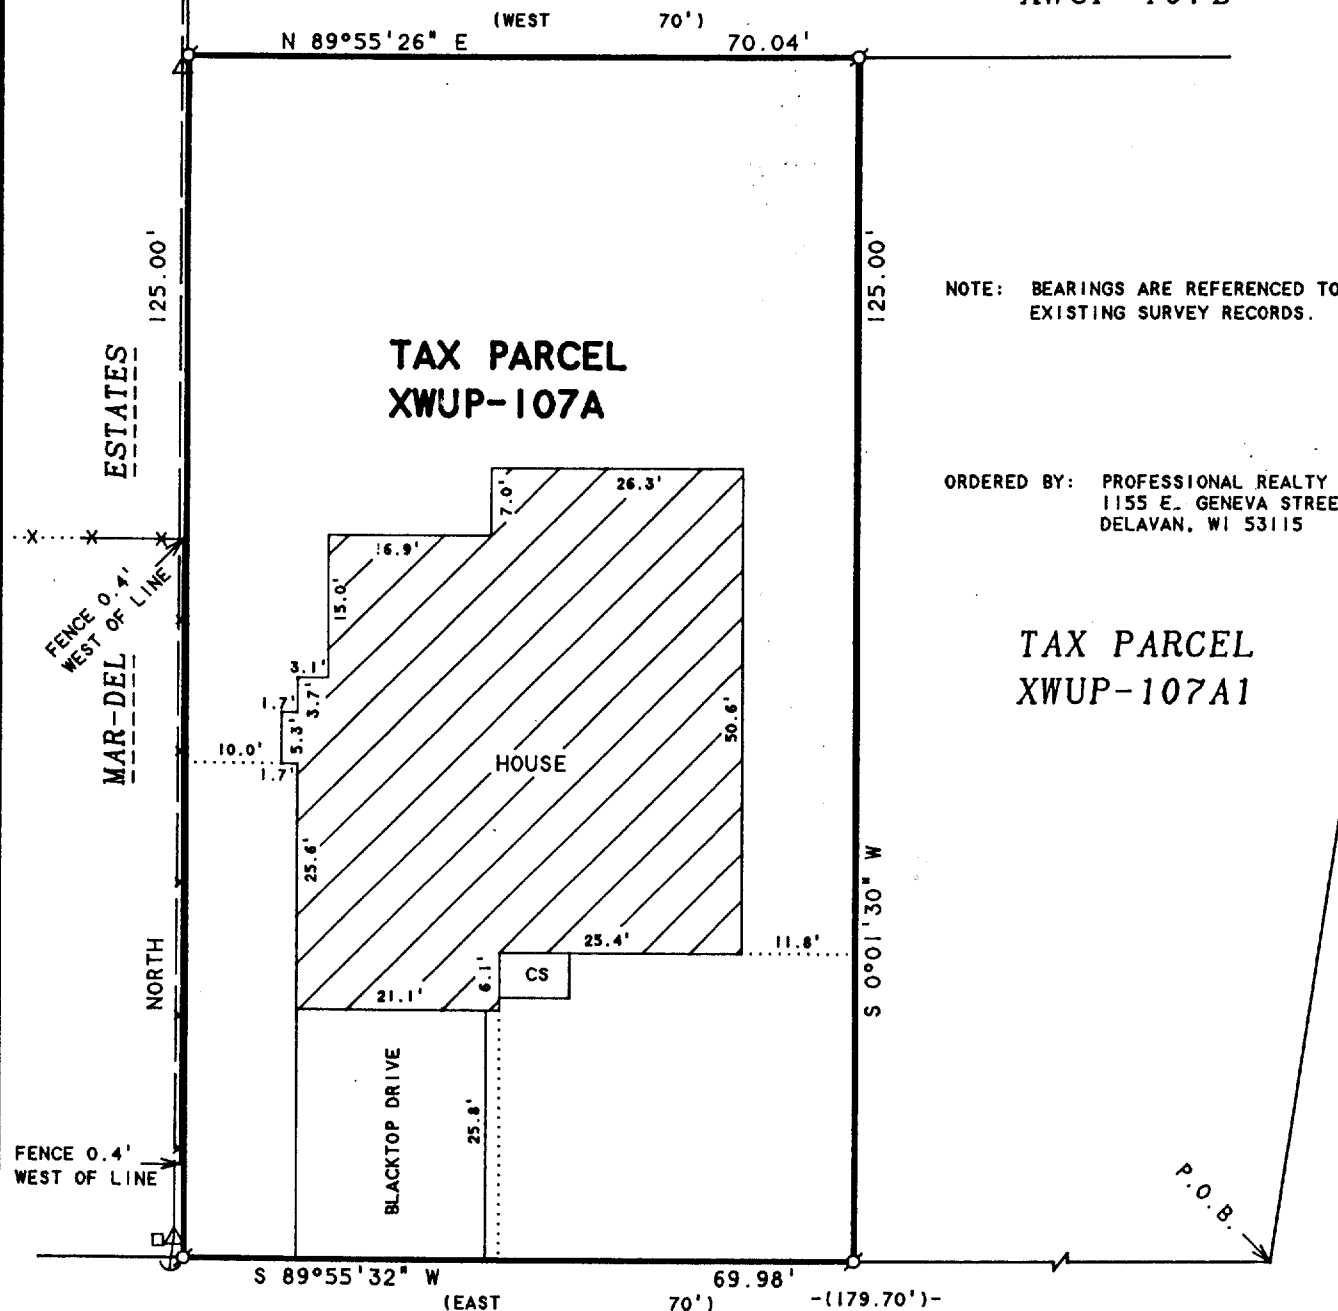 (WEST 70')
N 89°55'26" E 70.04'
125.00'
125.00'
NOTE: BEARINGS ARE REFERENCED TO
EXISTING SURVEY RECORDS.
TAX PARCEL
XWUP-107A
ESTATES
26.3'
7.0'
ORDERED BY: PROFESSIONAL REALTY
1155 E. GENEVA STREE
DELAVAN, WI 53115
16.9'
15.0'
FENCE 0.4'
WEST OF LINE
MAR-DEL
TAX PARCEL
XWUP-107A1
3.1'
3.7'
1.7'
5.3'
10.0'
1.7'
50.6'
HOUSE
25.6'
S 0°01'30" W
NORTH
25.4'
11.8'
6.1'
CS
21.1'
BLACKTOP DRIVE
25.8'
FENCE 0.4'
WEST OF LINE
P.O.B.
S 89°55'32" W 69.98'
(EAST 70') -(179.70')-